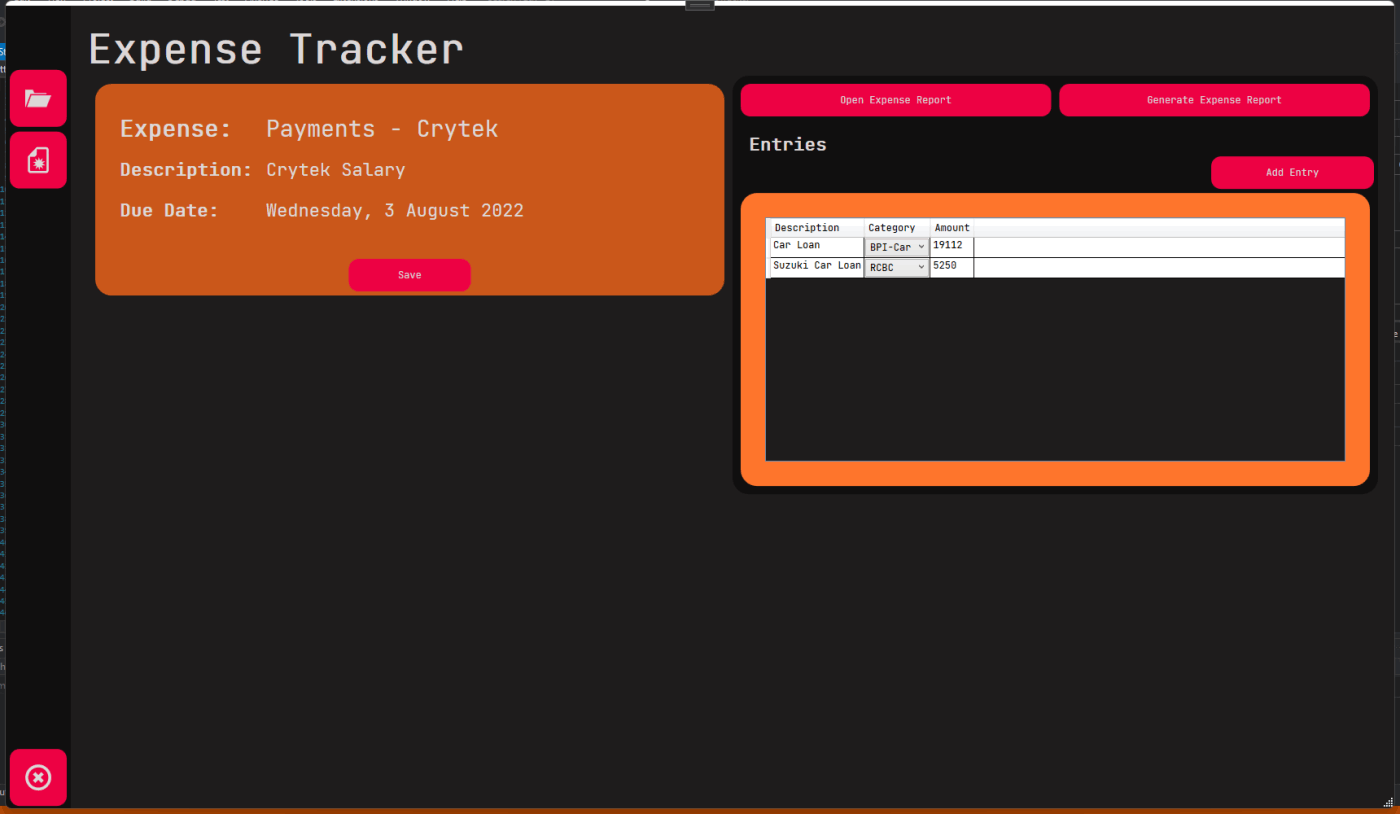 Expense Tracker
Expense: Payments - Crytek
Description: Crytek Salary
Due Date: Wednesday, 3 August 2022
Save
Open Expense Report Generate Expense Report
Entries
Add Entry
Description Category Amount
Car Loan BPI-Car 19112
Suzuki Car Loan RCBC 5250